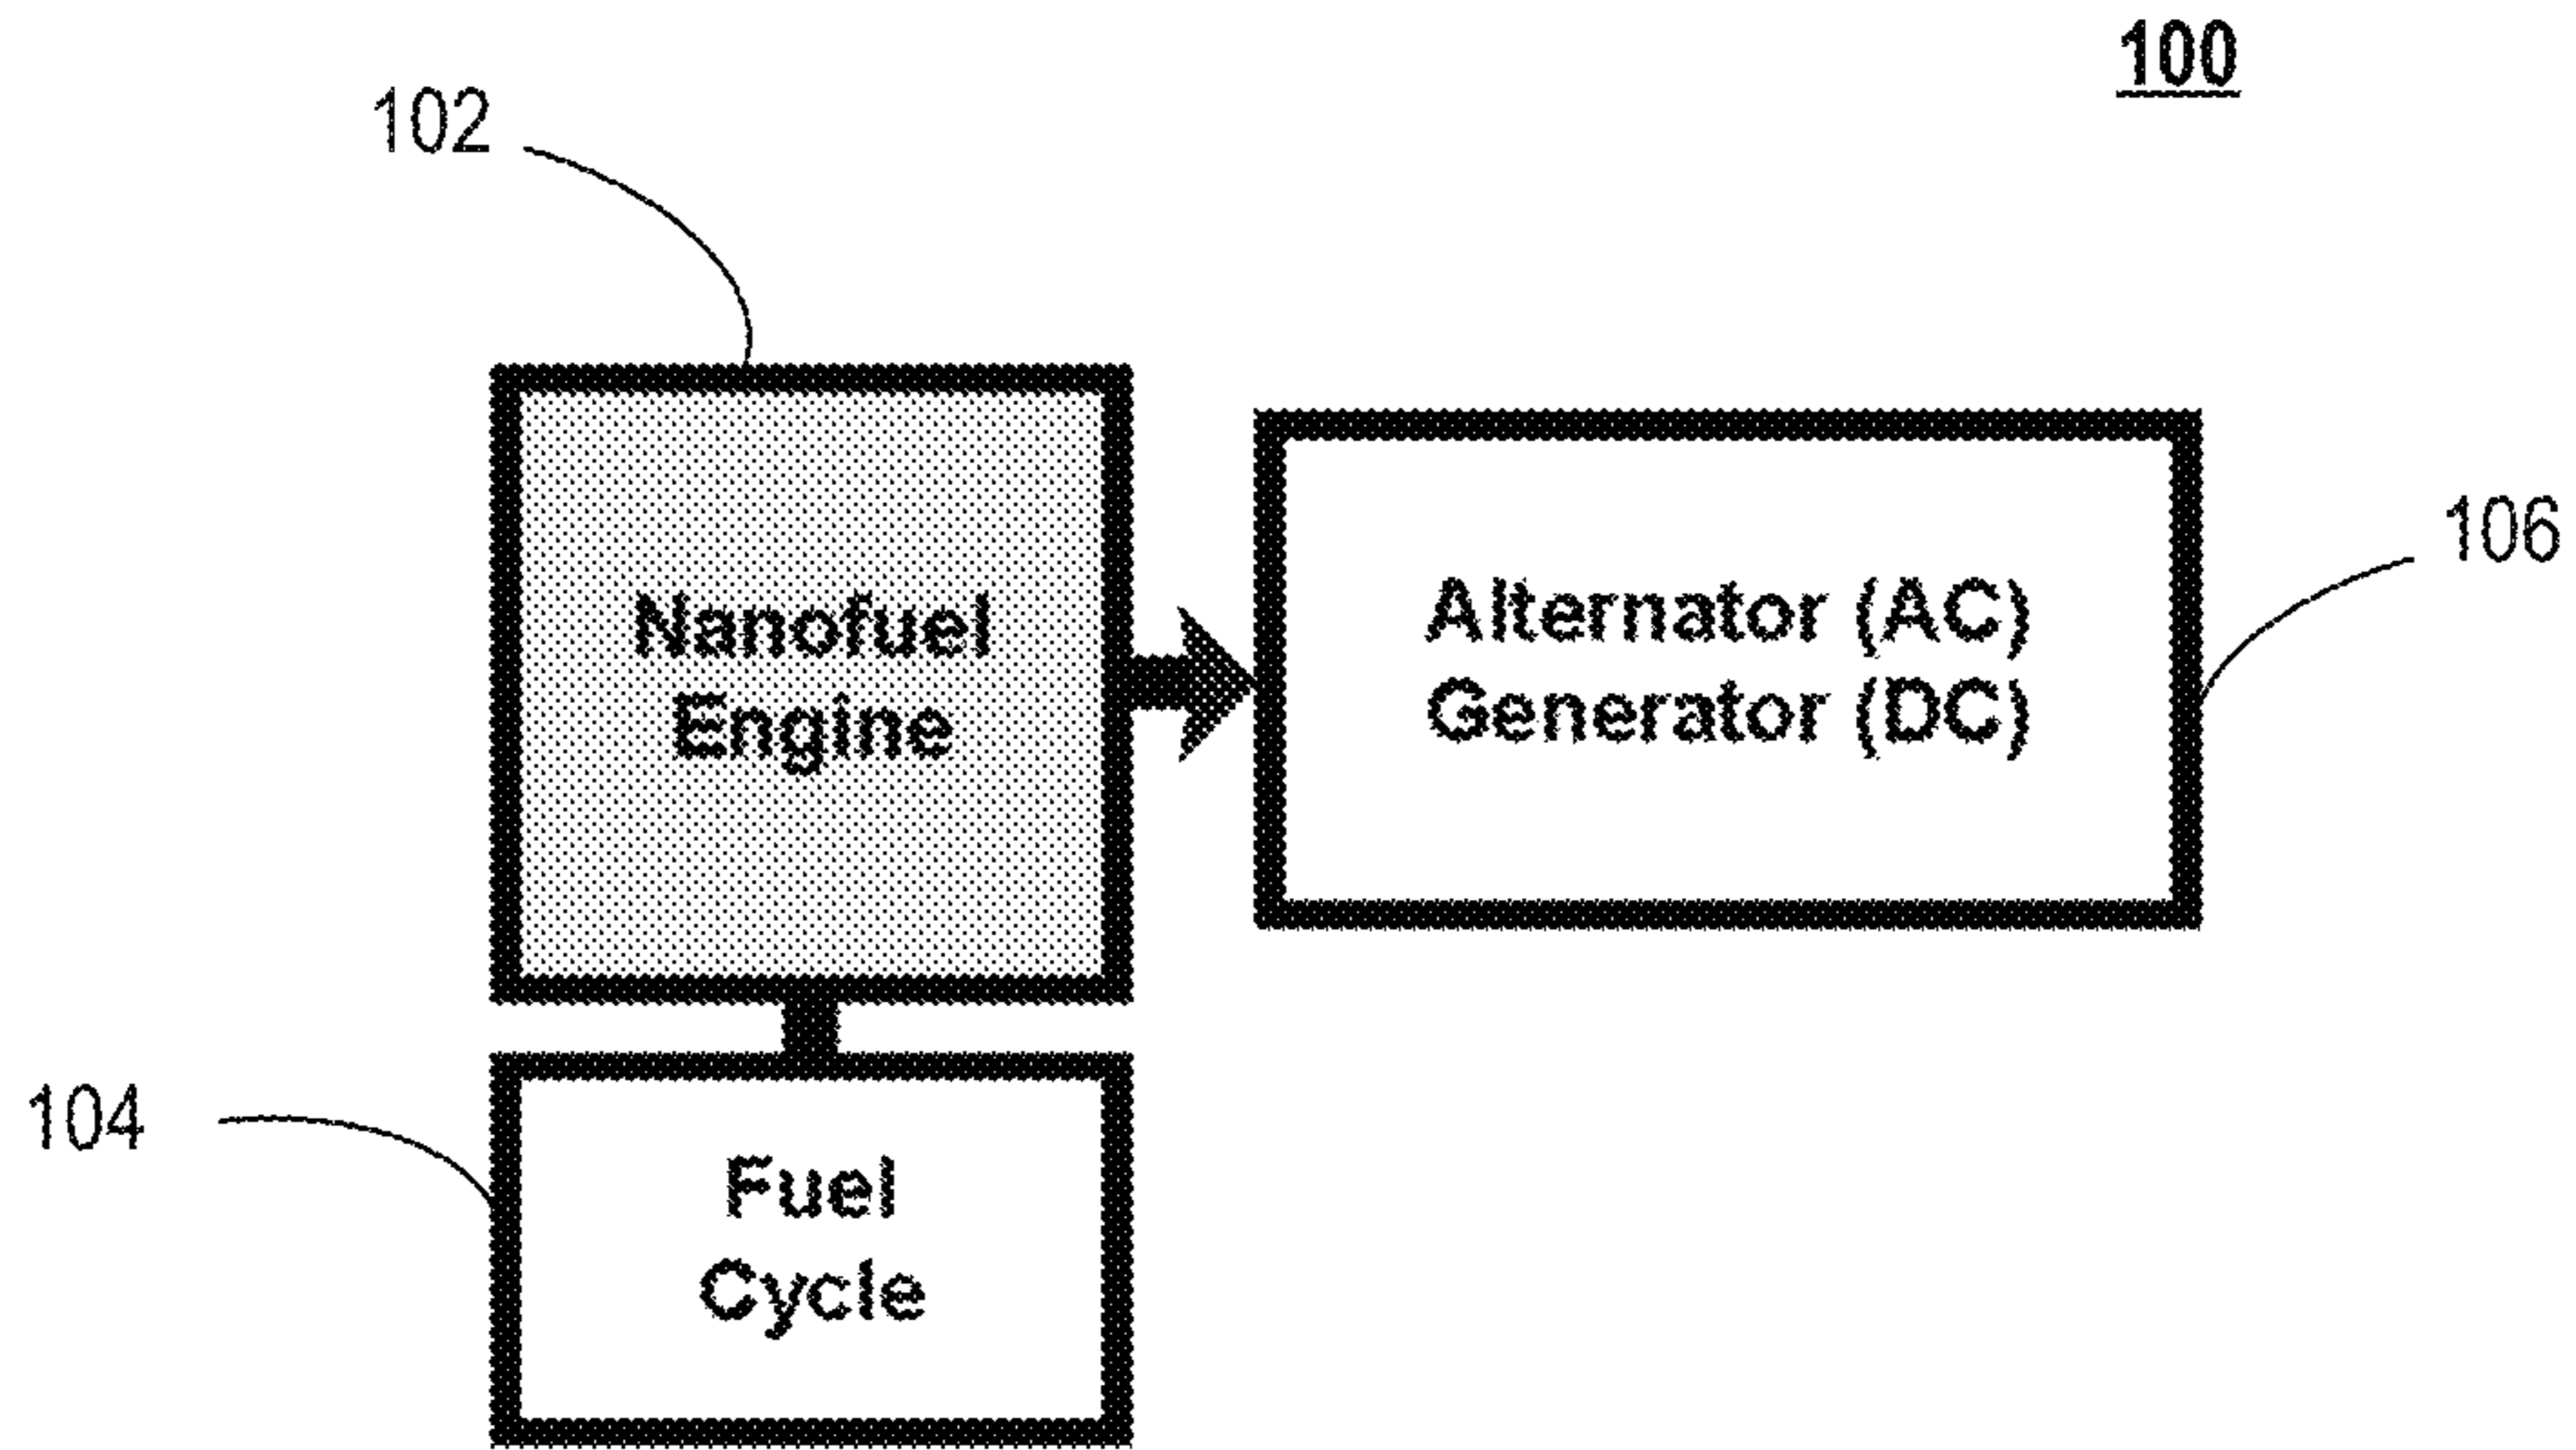 100
102
Nanofuel
Engine
Alternator (AC)
Generator (DC)
106
104
Fuel
Cycle